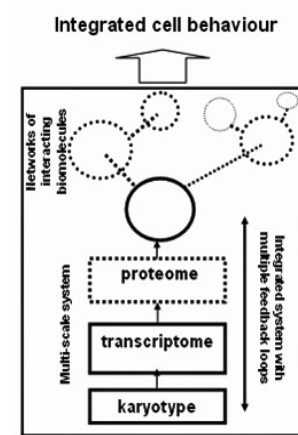 Integrated cell behaviour
Networks of
interacting
biomolecules
Multi-scale system
proteome
transcriptome
karyotype
Integrated system with
multiple feedback loops